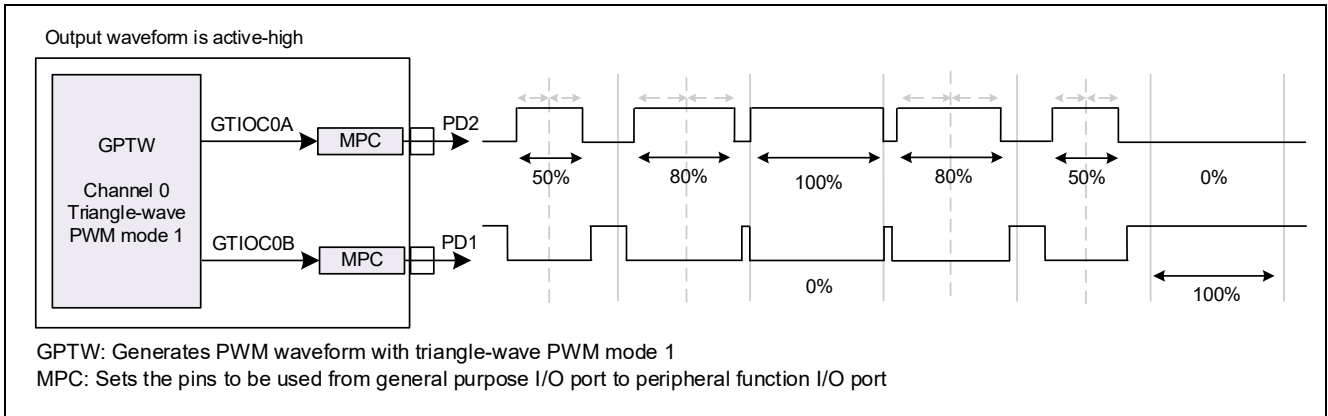 Output waveform is active-high
GPTW
Channel 0
Triangle-wave
PWM mode 1
GTIOC0A
MPC
PD2
50%
80%
100%
80%
50%
0%
GTIOC0B
MPC
PD1
0%
100%
GPTW: Generates PWM waveform with triangle-wave PWM mode 1
MPC: Sets the pins to be used from general purpose I/O port to peripheral function I/O port